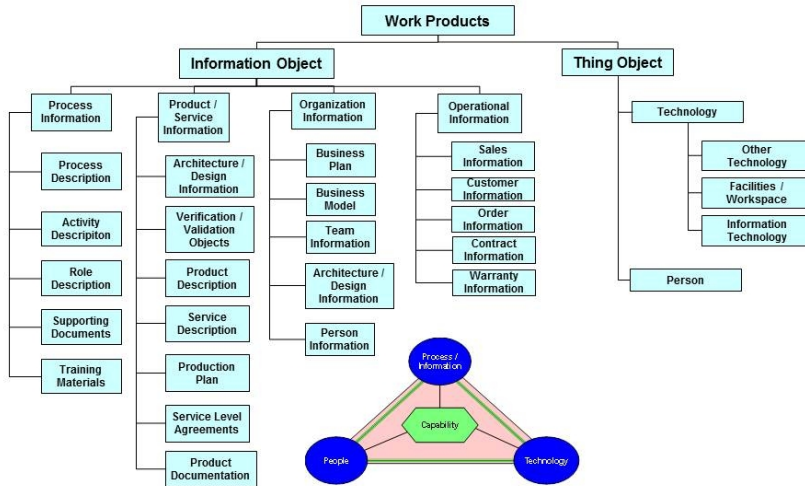 Work Products
Information Object
Thing Object
Process
Information
Process
Description
Activity
Descripiton
Role
Description
Supporting
Documents
Training
Materials
Product /
Service
Information
Architecture /
Design
Information
Verification /
Validation
Objects
Product
Description
Service
Description
Production
Plan
Service Level
Agreements
Product
Documentation
Organization
Information
Business
Plan
Business
Model
Team
Information
Architecture /
Design
Information
Person
Information
Operational
Information
Sales
Information
Customer
Information
Order
Information
Contract
Information
Warranty
Information
Technology
Other
Technology
Facilities /
Workspace
Information
Technology
Person
Process /
Information
Capability
People
Technology